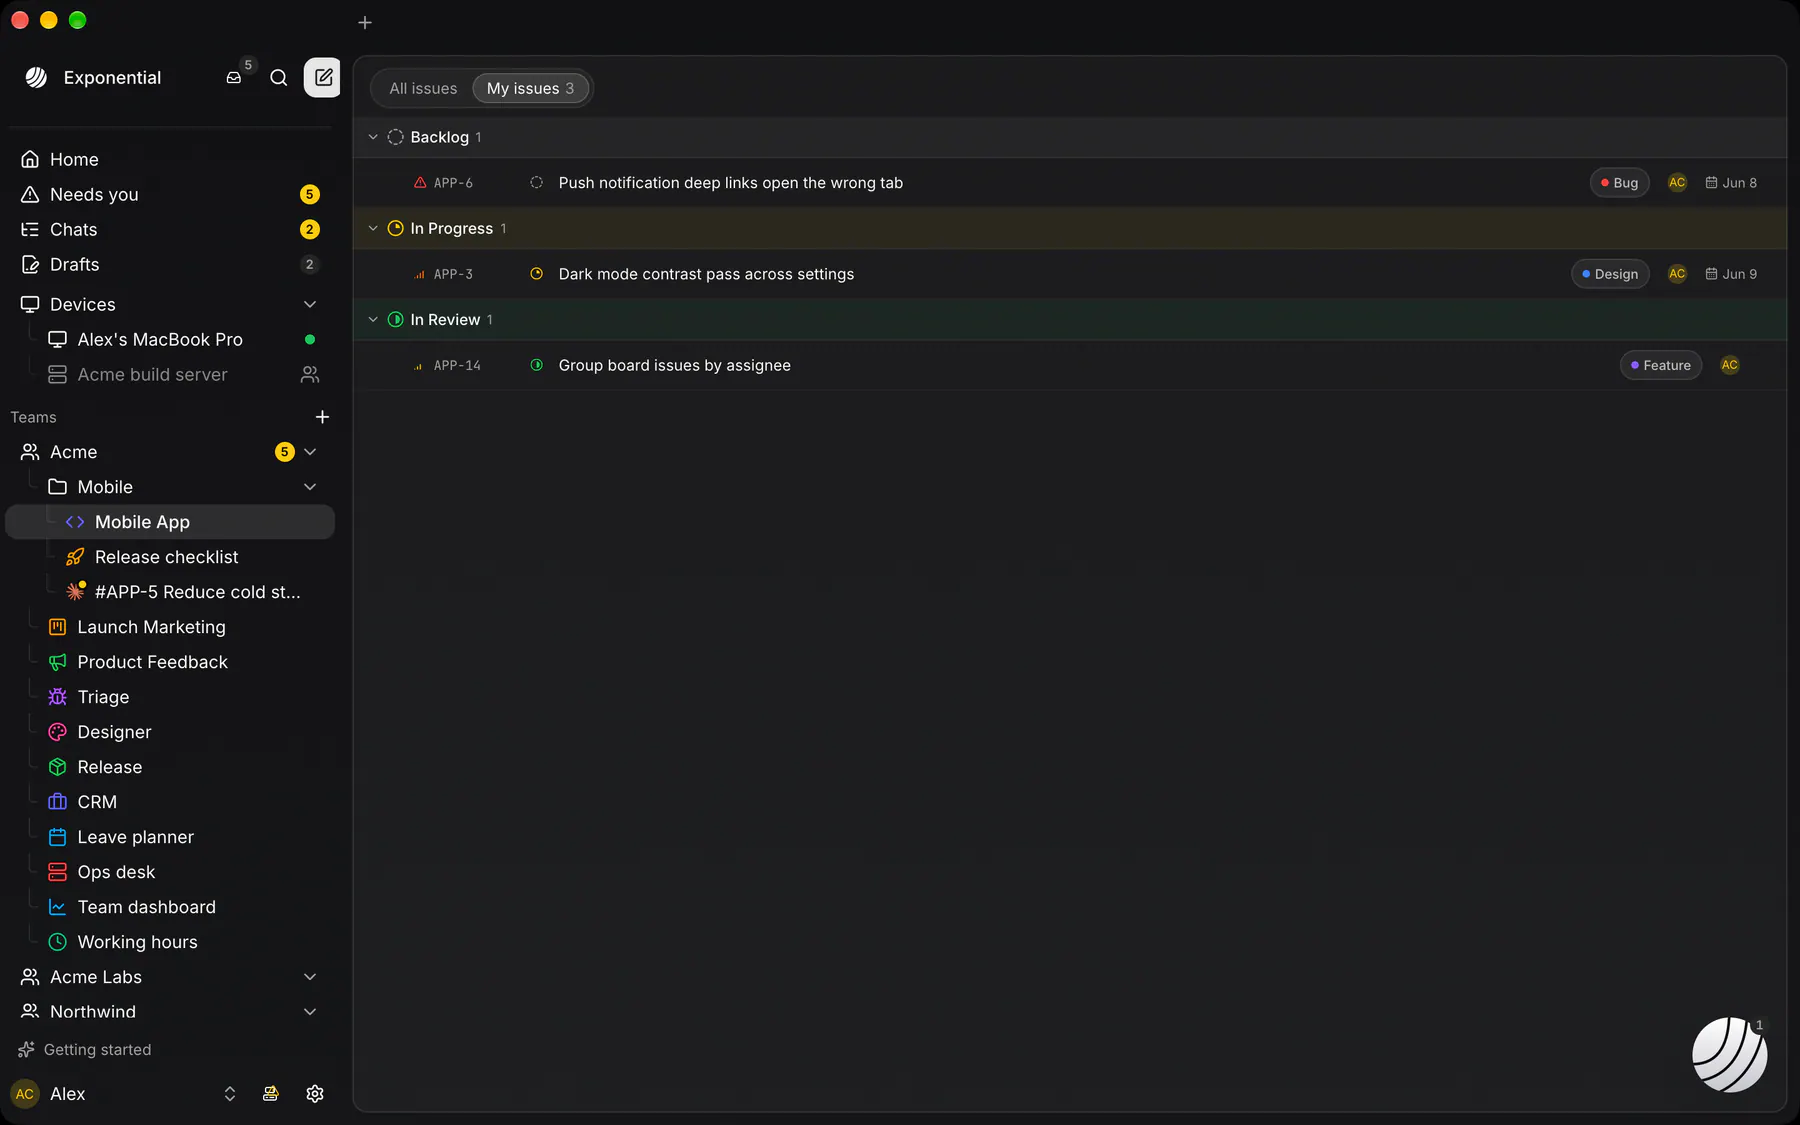 Exponential
5
Home
Needs you 5
Chats 2
Drafts 2
Devices
Alex's MacBook Pro
Acme build server
Teams
Acme 5
Mobile
Mobile App
Release checklist
#APP-5 Reduce cold st...
Launch Marketing
Product Feedback
Triage
Designer
Release
CRM
Leave planner
Ops desk
Team dashboard
Working hours
Acme Labs
Northwind
Getting started
AC Alex
All issues My issues 3
Backlog 1
APP-6 Push notification deep links open the wrong tab Bug AC Jun 8
In Progress 1
APP-3 Dark mode contrast pass across settings Design AC Jun 9
In Review 1
APP-14 Group board issues by assignee Feature AC
1